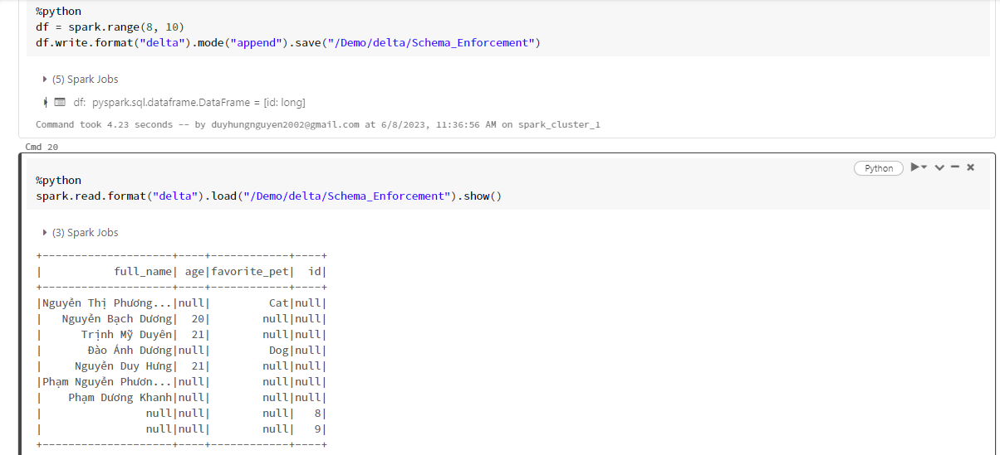 %python
df = spark.range(8, 10)
df.write.format("delta").mode("append").save("/Demo/delta/Schema_Enforcement")
(5) Spark Jobs
df: pyspark.sql.dataframe.DataFrame = [id: long]
Command took 4.23 seconds -- by duyhungnguyen2002@gmail.com at 6/8/2023, 11:36:56 AM on spark_cluster_1
Cmd 20
Python
%python
spark.read.format("delta").load("/Demo/delta/Schema_Enforcement").show()
(3) Spark Jobs
+--------------------+----+------------+----+
|           full_name| age|favorite_pet|  id|
+--------------------+----+------------+----+
|Nguyễn Thị Phương...|null|         Cat|null|
|   Nguyễn Bạch Dương|  20|        null|null|
|      Trịnh Mỹ Duyên|  21|        null|null|
|       Đào Ánh Dương|null|         Dog|null|
|     Nguyễn Duy Hưng|  21|        null|null|
|Phạm Nguyễn Phươn...|null|        null|null|
|    Phạm Dương Khanh|null|        null|null|
|                null|null|        null|   8|
|                null|null|        null|   9|
+--------------------+----+------------+----+